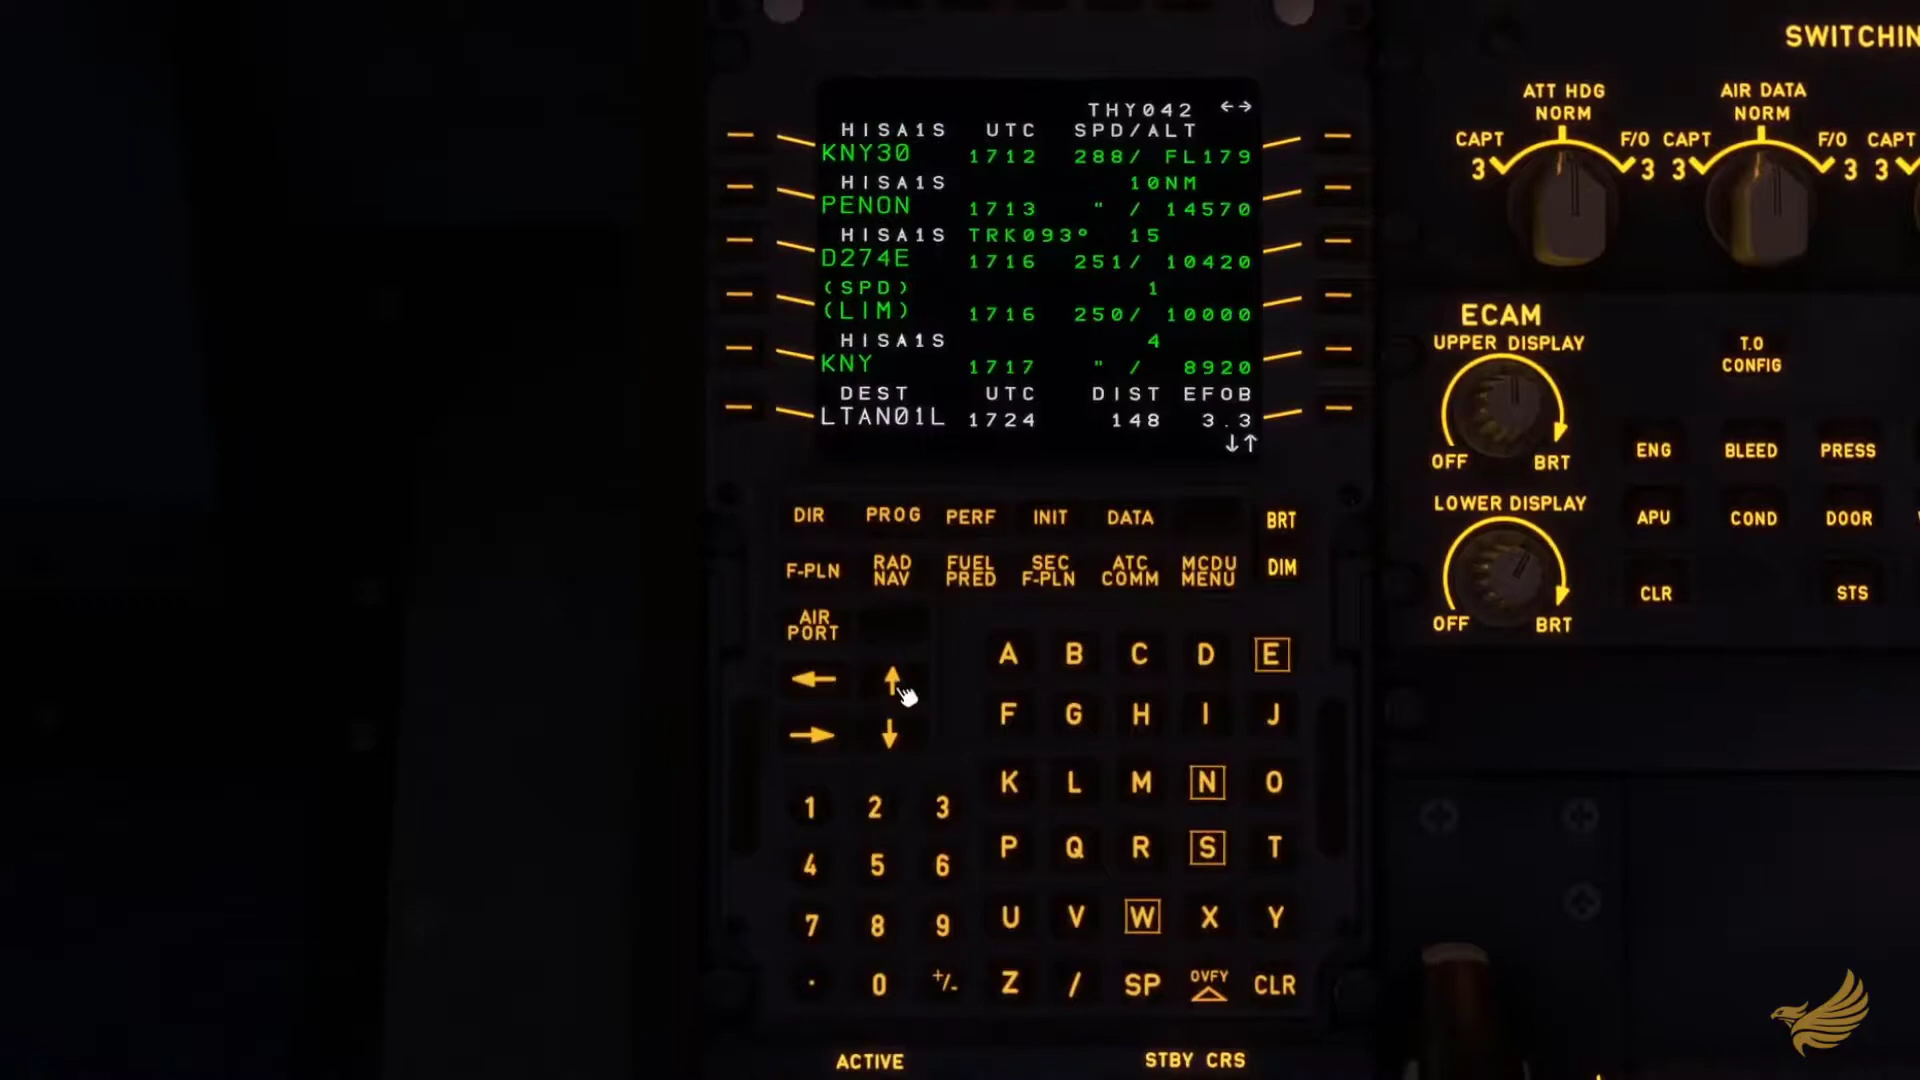 THY042 ←→
HISA1S UTC SPD/ALT
KNY30 1712 288/ FL179
HISA1S 10NM
PENON 1713 " / 14570
HISA1S TRK093° 15
D274E 1716 251/ 10420
(SPD) 1
(LIM) 1716 250/ 10000
HISA1S 4
KNY 1717 " / 8920
DEST UTC DIST EFOB
LTAN01L 1724 148 3.3
↓↑
DIR PROG PERF INIT DATA BRT
F-PLN RAD NAV FUEL PRED SEC F-PLN ATC COMM MCDU MENU DIM
AIR PORT
← ↑
→ ↓
A B C D E
F G H I J
K L M N O
P Q R S T
U V W X Y
Z / SP OVFY CLR
1 2 3
4 5 6
7 8 9
. 0 +/-
ACTIVE STBY CRS
ATT HDG AIR DATA
NORM NORM
CAPT F/O CAPT F/O CAPT
3 3 3 3 3
ECAM
UPPER DISPLAY
OFF BRT
LOWER DISPLAY
OFF BRT
T.O
CONFIG
ENG BLEED PRESS
APU COND DOOR
CLR STS